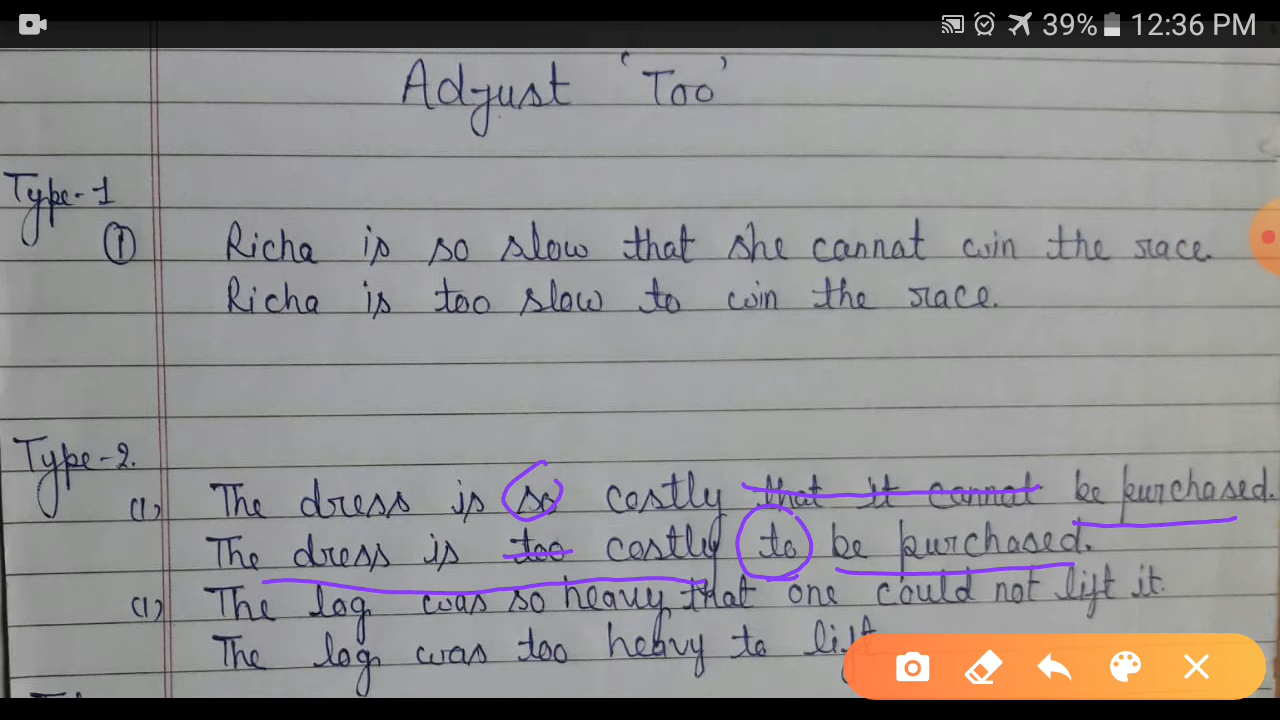 39% 12:36 PM
Adjust 'Too'
Type-1
① Richa is so slow that she cannat win the race.
Richa is too slow to win the race.
Type-2.
(1) The dress is so costly that it cannat be purchased.
The dress is too costly to be purchased.
(1) The log was so heavy that one could not lift it.
The log was too heavy to lift